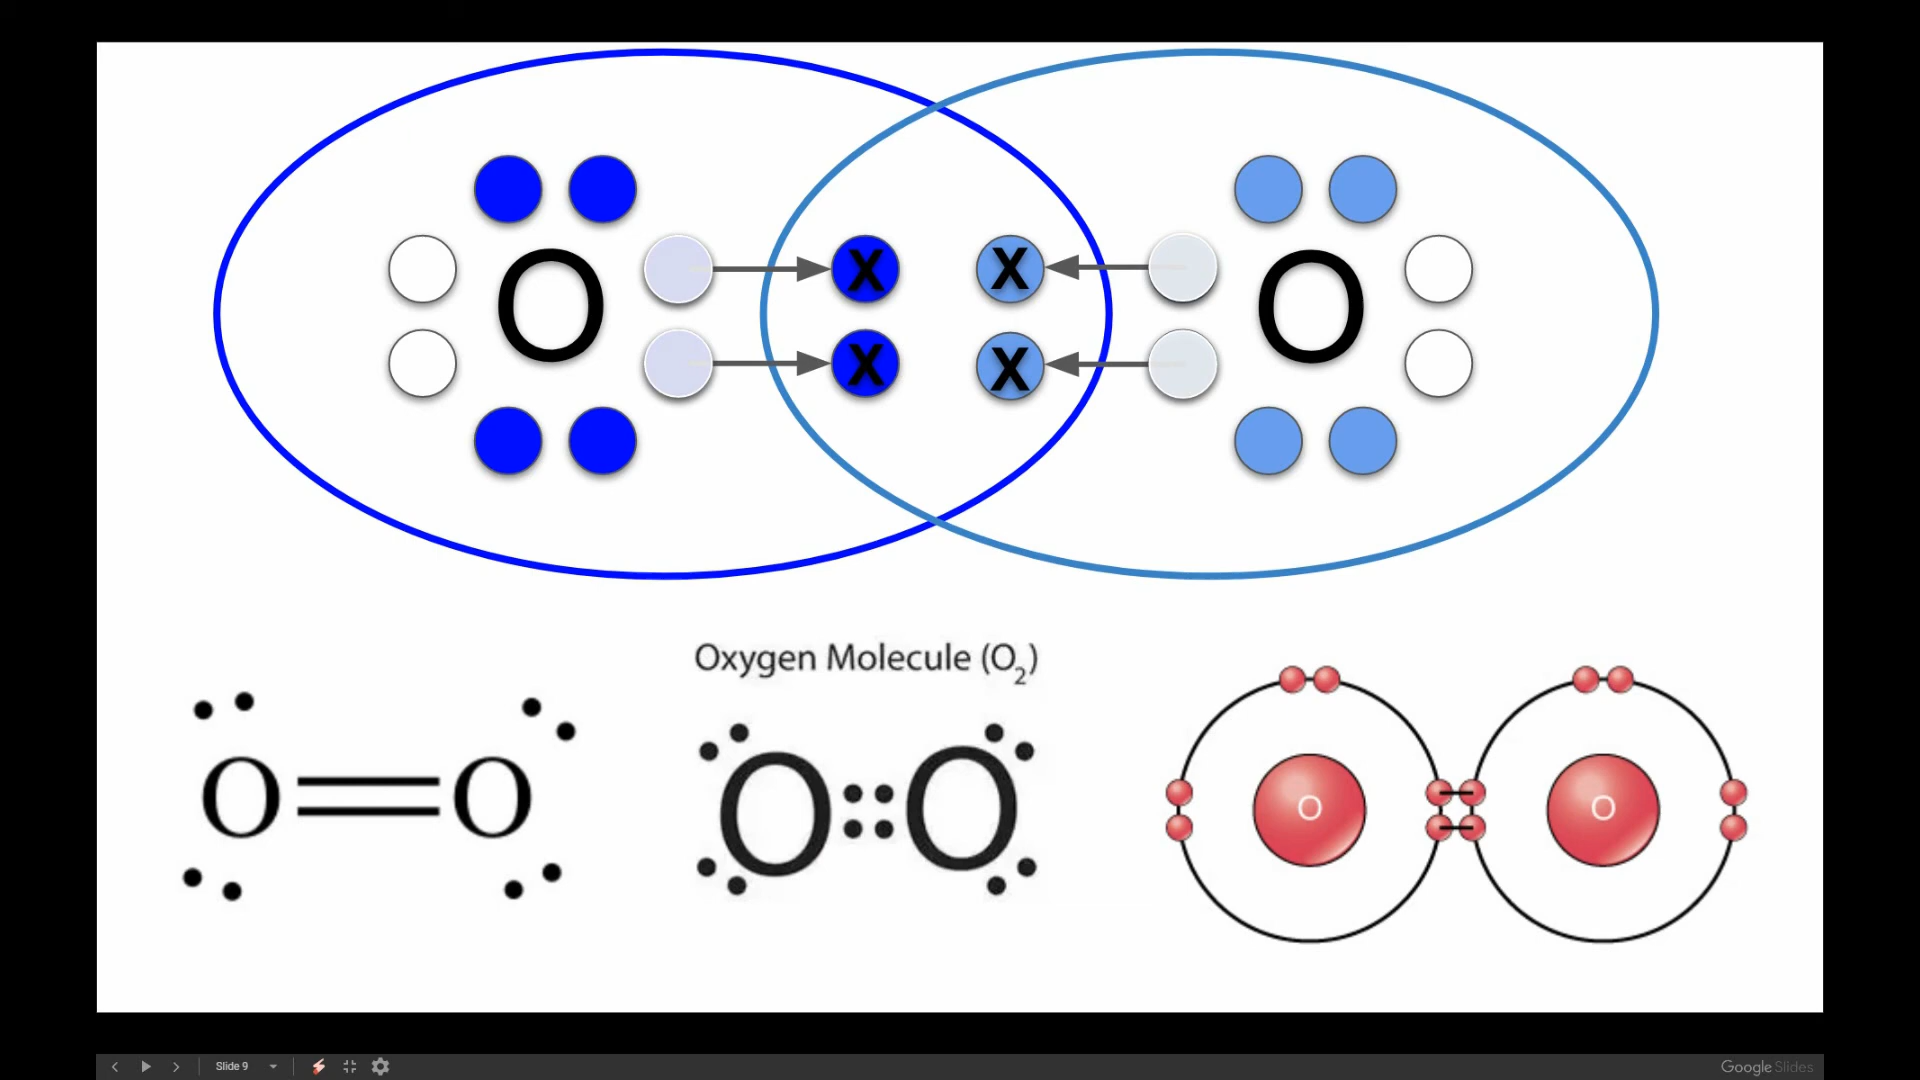 X X
O O
X X
Oxygen Molecule (O₂)
O O
O O
O O
Slide 9
Google Slides